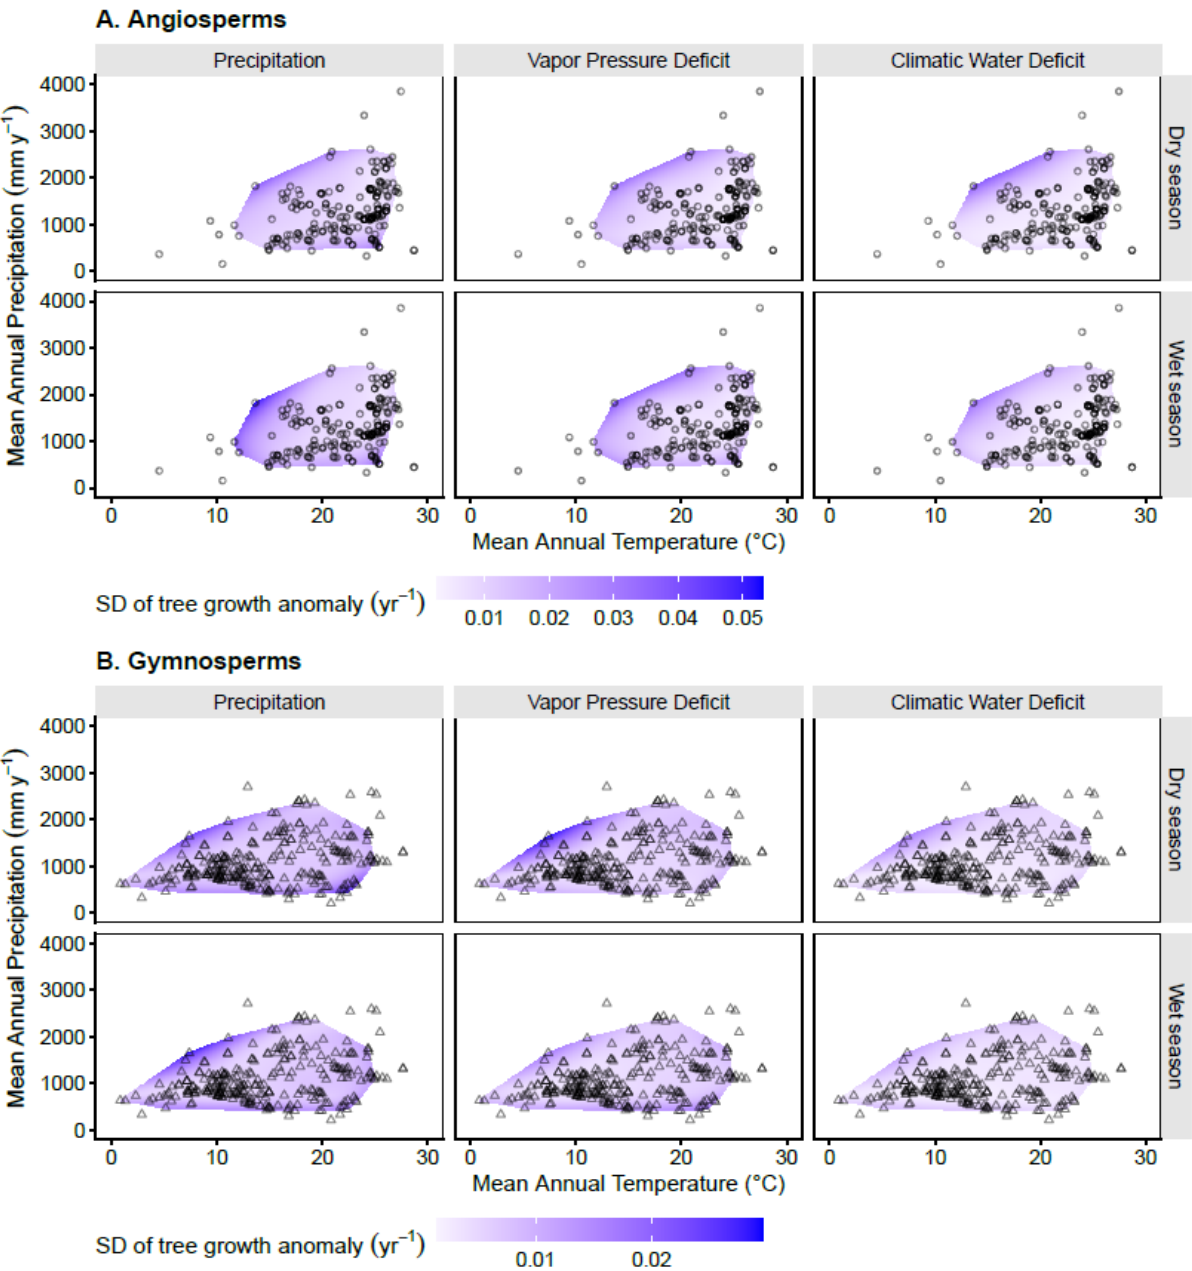 A. Angiosperms
Precipitation Vapor Pressure Deficit Climatic Water Deficit
4000
3000
2000
1000
0
Dry season
4000
3000
2000
1000
0
Wet season
Mean Annual Precipitation (mm y⁻¹)
0 10 20 30 0 10 20 30 0 10 20 30
Mean Annual Temperature (°C)
SD of tree growth anomaly (yr⁻¹)
0.01 0.02 0.03 0.04 0.05
B. Gymnosperms
Precipitation Vapor Pressure Deficit Climatic Water Deficit
4000
3000
2000
1000
0
Dry season
4000
3000
2000
1000
0
Wet season
Mean Annual Precipitation (mm y⁻¹)
0 10 20 30 0 10 20 30 0 10 20 30
Mean Annual Temperature (°C)
SD of tree growth anomaly (yr⁻¹)
0.01 0.02